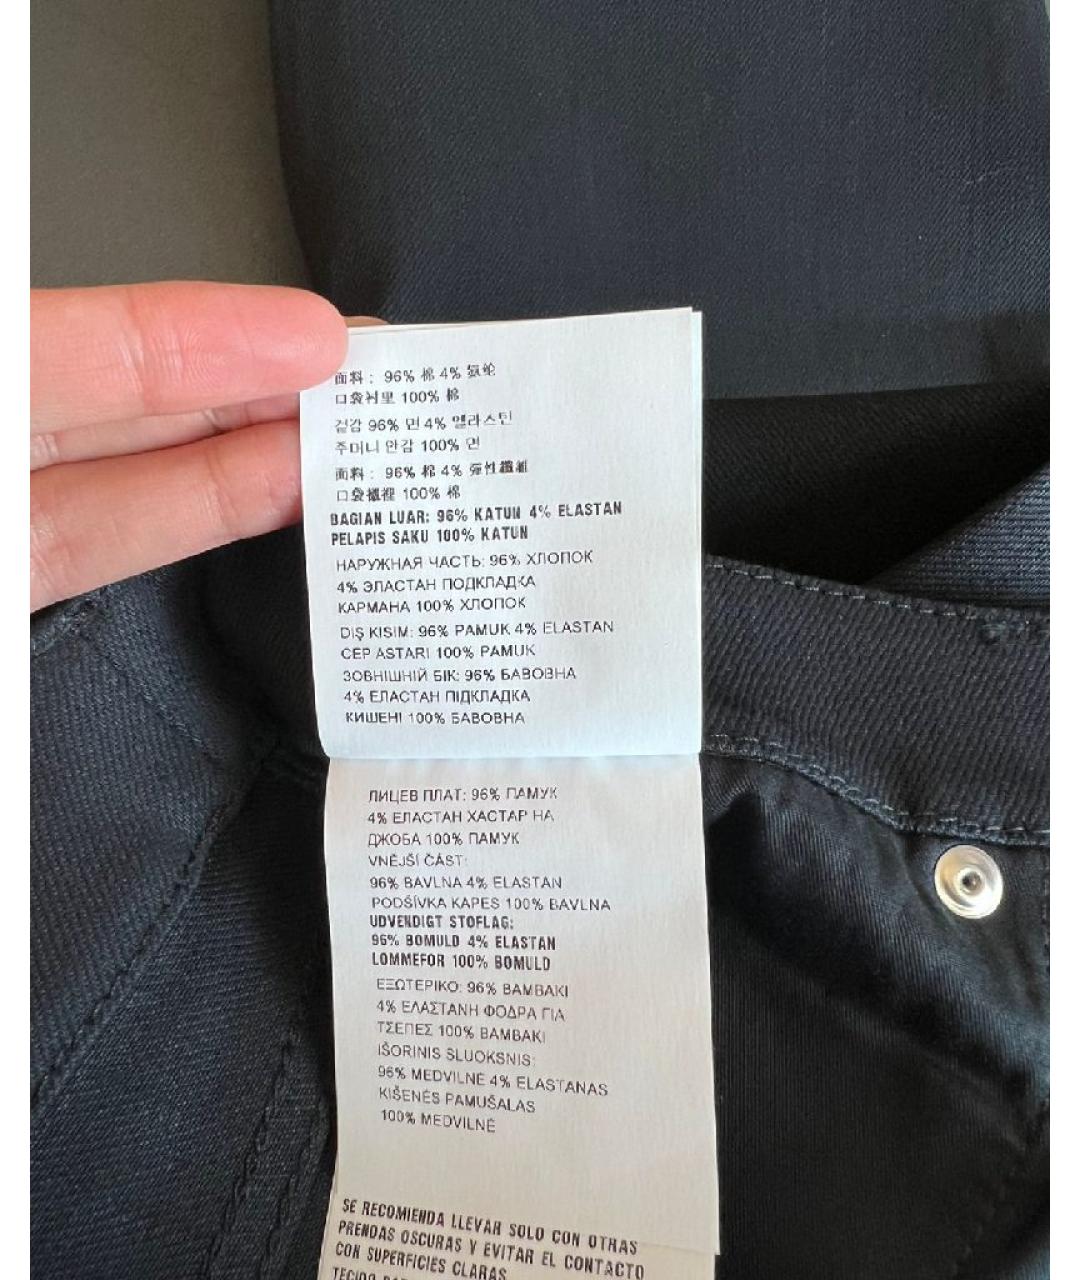 面料： 96% 棉 4% 氨纶
口袋衬里 100% 棉
겉감 96% 면 4% 엘라스틴
주머니 안감 100% 면
面料： 96% 棉 4% 彈性纖維
口袋襯裡 100% 棉
BAGIAN LUAR: 96% KATUN 4% ELASTAN
PELAPIS SAKU 100% KATUN
НАРУЖНАЯ ЧАСТЬ: 96% ХЛОПОК
4% ЭЛАСТАН ПОДКЛАДКА
КАРМАНА 100% ХЛОПОК
DIŞ KISIM: 96% PAMUK 4% ELASTAN
CEP ASTARI 100% PAMUK
ЗОВНІШНІЙ БІК: 96% БАВОВНА
4% ЕЛАСТАН ПІДКЛАДКА
КИШЕНІ 100% БАВОВНА
ЛИЦЕВ ПЛАТ: 96% ПАМУК
4% ЕЛАСТАН ХАСТАР НА
ДЖОБА 100% ПАМУК
VNĚJŠÍ ČÁST:
96% BAVLNA 4% ELASTAN
PODŠÍVKA KAPES 100% BAVLNA
UDVENDIGT STOFLAG:
96% BOMULD 4% ELASTAN
LOMMEFOR 100% BOMULD
ΕΞΩΤΕΡΙΚΟ: 96% ΒΑΜΒΑΚΙ
4% ΕΛΑΣΤΑΝΗ ΦΟΔΡΑ ΓΙΑ
ΤΣΕΠΕΣ 100% ΒΑΜΒΑΚΙ
IŠORINIS SLUOKSNIS:
96% MEDVILNĖ 4% ELASTANAS
KIŠENĖS PAMUŠALAS
100% MEDVILNĖ
SE RECOMIENDA LLEVAR SOLO CON OTRAS
PRENDAS OSCURAS Y EVITAR EL CONTACTO
CON SUPERFICIES CLARAS
TECIDO